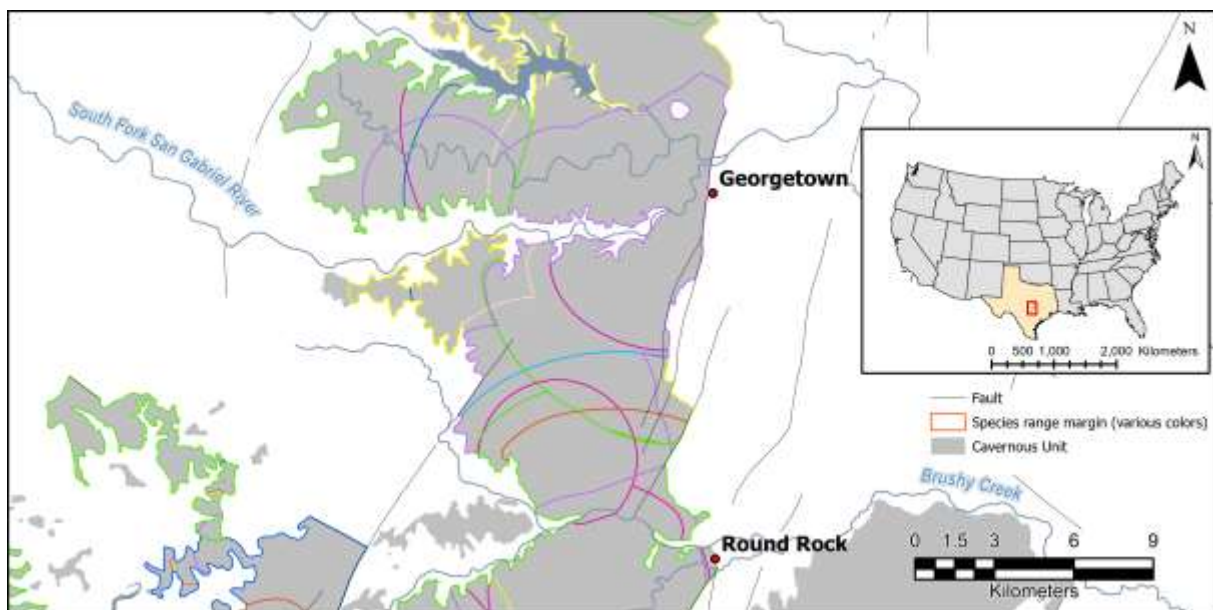 N
South Fork San Gabriel River
Georgetown
N
0 500 1,000 2,000 Kilometers
Fault
Species range margin (various colors)
Cavernous Unit
Brushy Creek
Round Rock
0 1.5 3 6 9
Kilometers